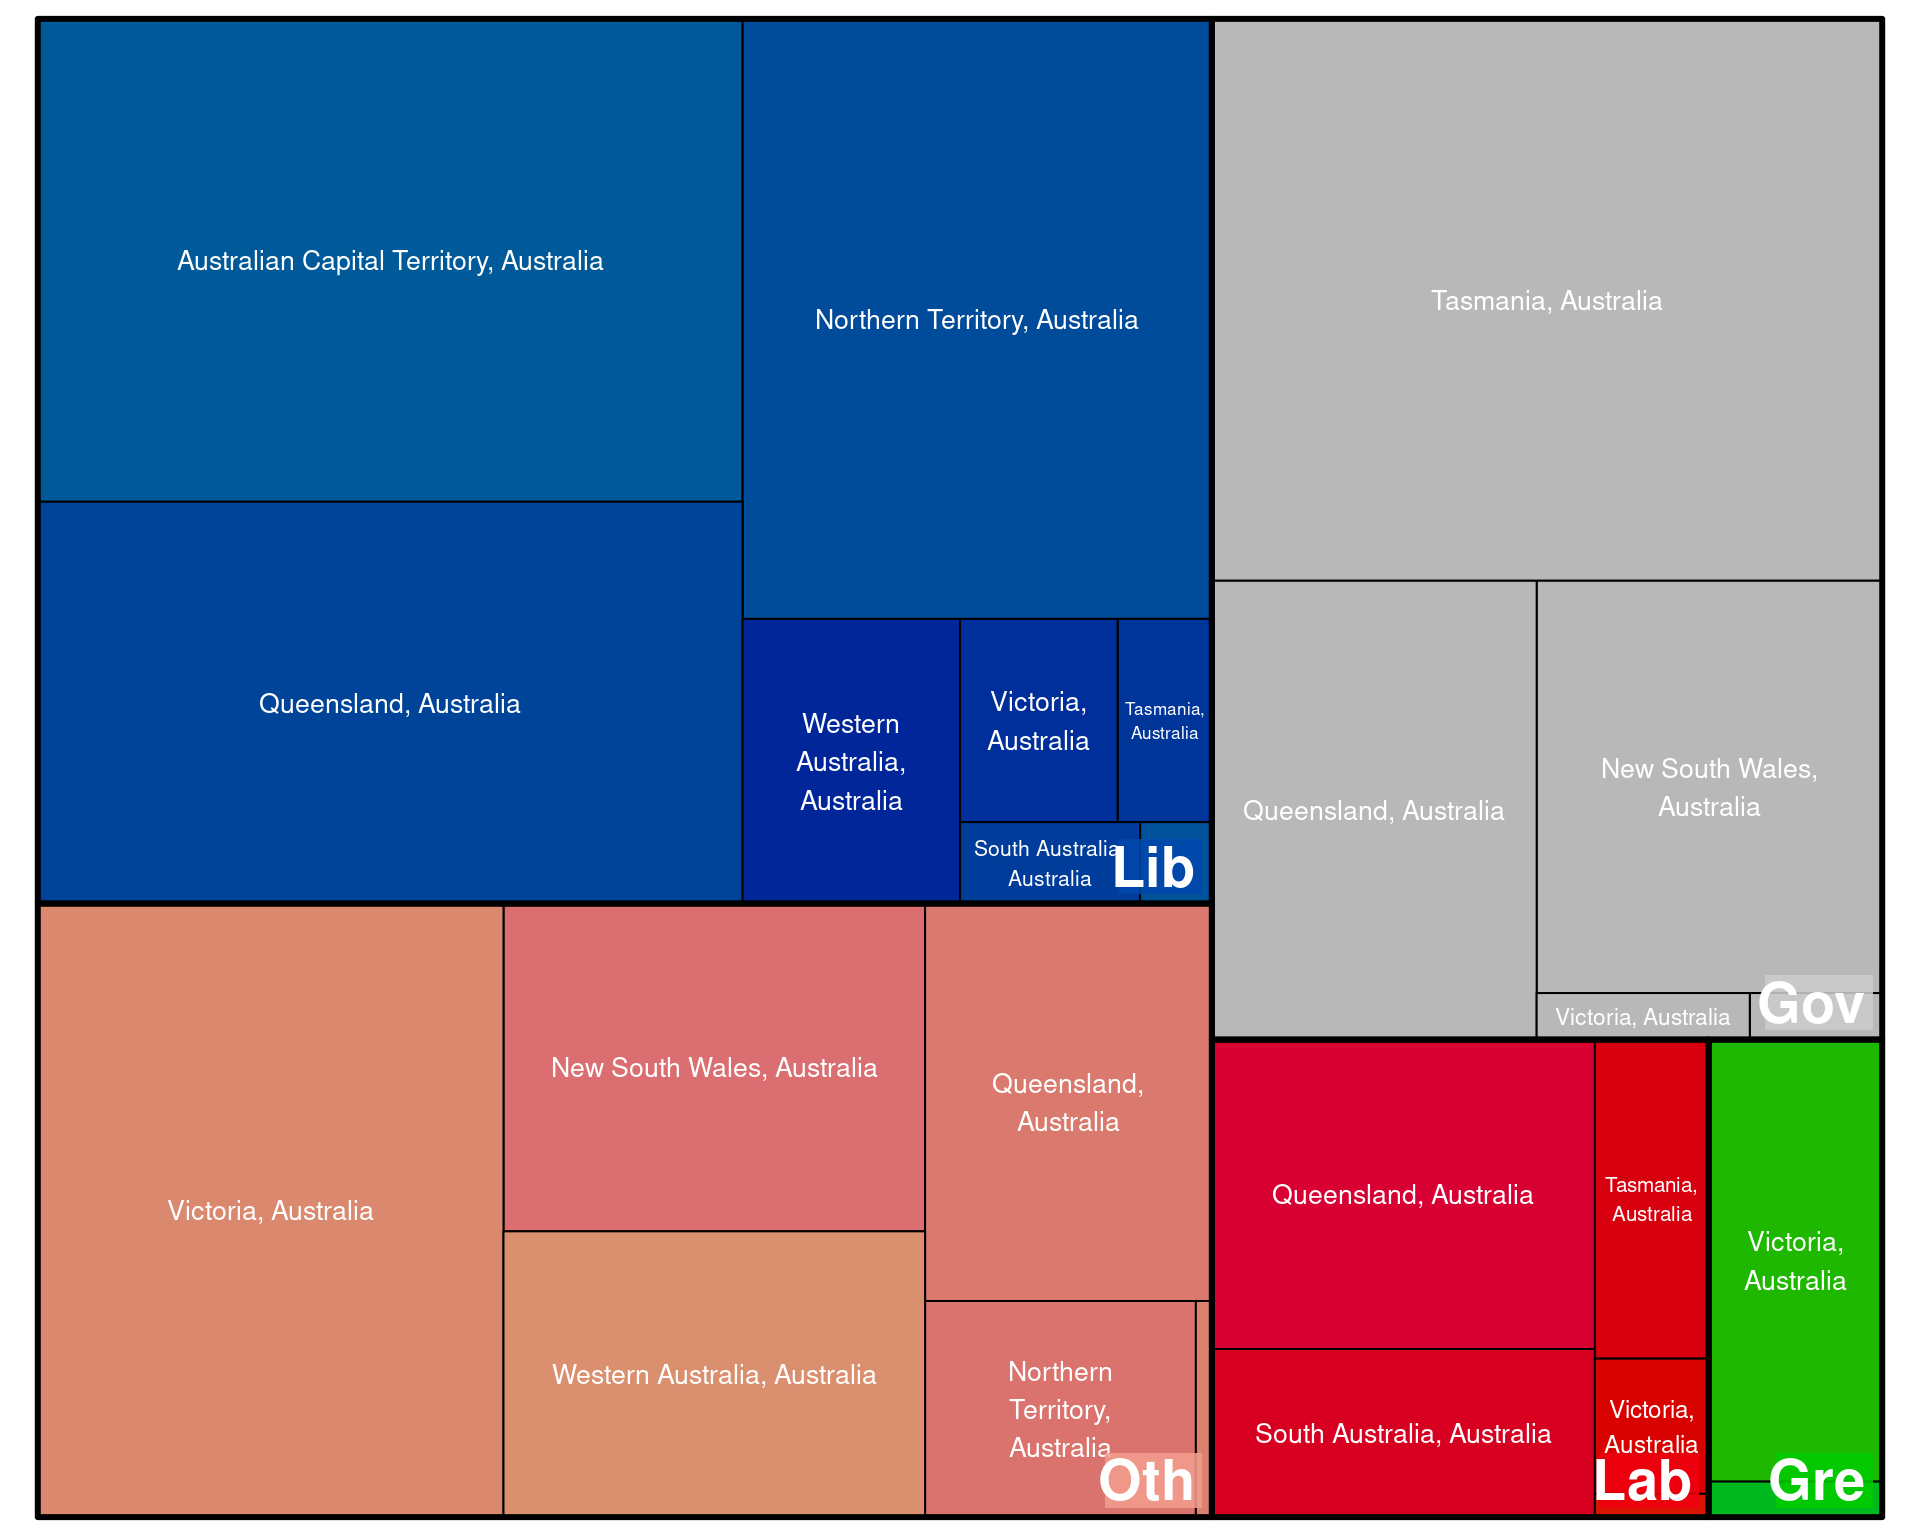 Australian Capital Territory, Australia
Northern Territory, Australia
Tasmania, Australia
Queensland, Australia
Western
Australia,
Australia
Victoria,
Australia
Tasmania,
Australia
South Australia
Australia
Lib
Queensland, Australia
New South Wales,
Australia
Victoria, Australia
Gov
Victoria, Australia
New South Wales, Australia
Queensland,
Australia
Western Australia, Australia
Northern
Territory,
Australia
Oth
Queensland, Australia
Tasmania,
Australia
South Australia, Australia
Victoria,
Australia
Lab
Victoria,
Australia
Gre